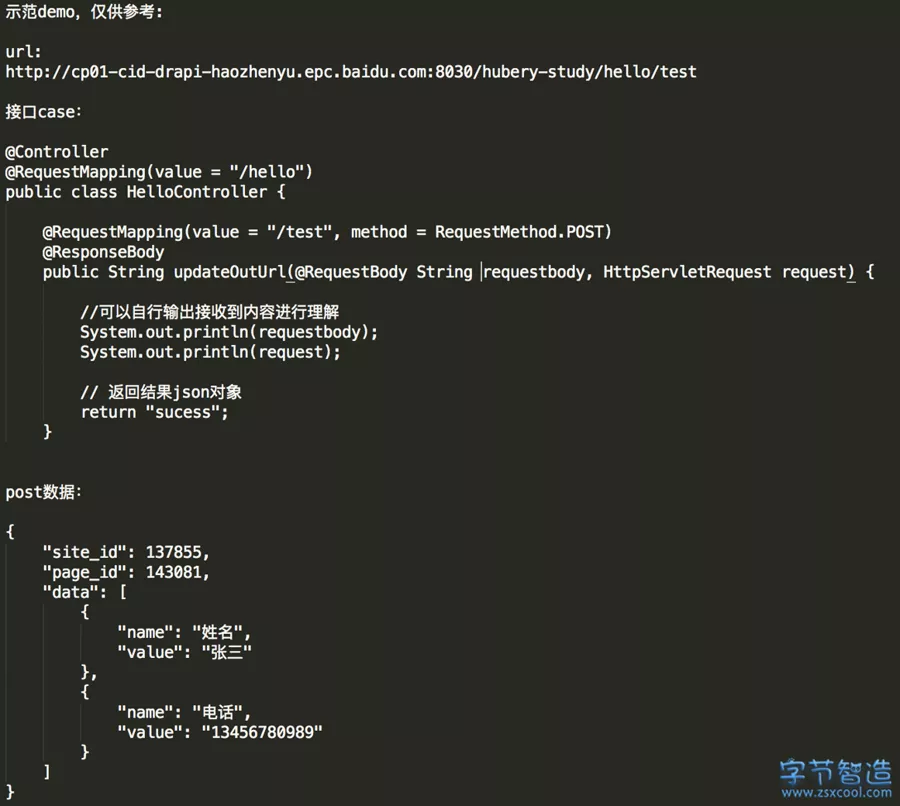 示范demo，仅供参考：
url:
http://cp01-cid-drapi-haozhenyu.epc.baidu.com:8030/hubery-study/hello/test
接口case：
@Controller
@RequestMapping(value = "/hello")
public class HelloController {
@RequestMapping(value = "/test", method = RequestMethod.POST)
@ResponseBody
public String updateOutUrl(@RequestBody String requestbody, HttpServletRequest request) {
//可以自行输出接收到内容进行理解
System.out.println(requestbody);
System.out.println(request);
// 返回结果json对象
return "sucess";
}
post数据：
{
"site_id": 137855,
"page_id": 143081,
"data": [
{
"name": "姓名",
"value": "张三"
},
{
"name": "电话",
"value": "13456780989"
}
]
}
字节智造
www.zsxcool.com